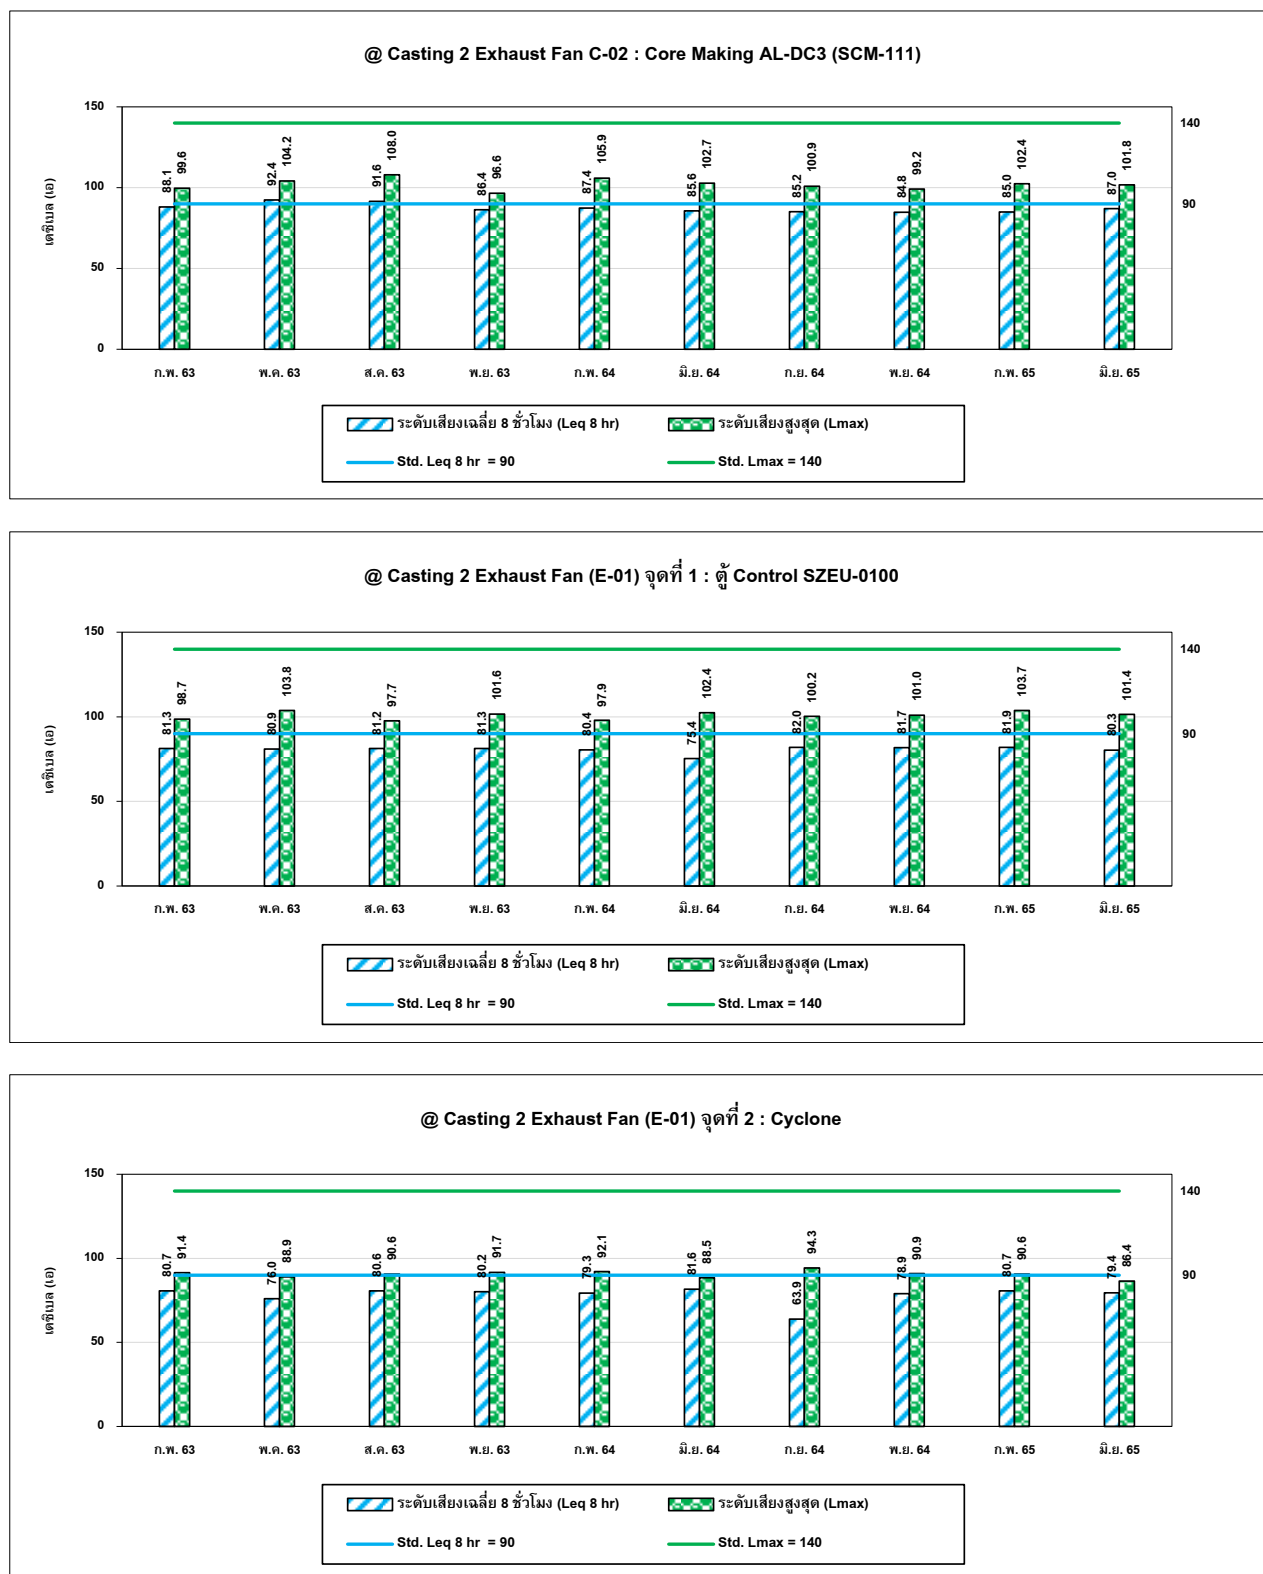 @ Casting 2 Exhaust Fan C-02 : Core Making AL-DC3 (SCM-111)
เดซิเบล (เอ)
150
100
50
0
140
90
88.1 99.6 92.4 104.2 91.6 108.0 86.4 96.6 87.4 105.9 85.6 102.7 85.2 100.9 84.8 99.2 85.0 102.4 87.0 101.8
ก.พ. 63 พ.ค. 63 ส.ค. 63 พ.ย. 63 ก.พ. 64 มิ.ย. 64 ก.ย. 64 พ.ย. 64 ก.พ. 65 มิ.ย. 65
ระดับเสียงเฉลี่ย 8 ชั่วโมง (Leq 8 hr) ระดับเสียงสูงสุด (Lmax)
Std. Leq 8 hr = 90 Std. Lmax = 140
@ Casting 2 Exhaust Fan (E-01) จุดที่ 1 : ตู้ Control SZEU-0100
เดซิเบล (เอ)
150
100
50
0
140
90
81.3 98.7 80.9 103.8 81.2 97.7 81.3 101.6 80.4 97.9 75.4 102.4 82.0 100.2 81.7 101.0 81.9 103.7 80.3 101.4
ก.พ. 63 พ.ค. 63 ส.ค. 63 พ.ย. 63 ก.พ. 64 มิ.ย. 64 ก.ย. 64 พ.ย. 64 ก.พ. 65 มิ.ย. 65
ระดับเสียงเฉลี่ย 8 ชั่วโมง (Leq 8 hr) ระดับเสียงสูงสุด (Lmax)
Std. Leq 8 hr = 90 Std. Lmax = 140
@ Casting 2 Exhaust Fan (E-01) จุดที่ 2 : Cyclone
เดซิเบล (เอ)
150
100
50
0
140
90
80.7 91.4 76.0 88.9 80.6 90.6 80.2 91.7 79.3 92.1 81.6 88.5 63.9 94.3 78.9 90.9 80.7 90.6 79.4 86.4
ก.พ. 63 พ.ค. 63 ส.ค. 63 พ.ย. 63 ก.พ. 64 มิ.ย. 64 ก.ย. 64 พ.ย. 64 ก.พ. 65 มิ.ย. 65
ระดับเสียงเฉลี่ย 8 ชั่วโมง (Leq 8 hr) ระดับเสียงสูงสุด (Lmax)
Std. Leq 8 hr = 90 Std. Lmax = 140